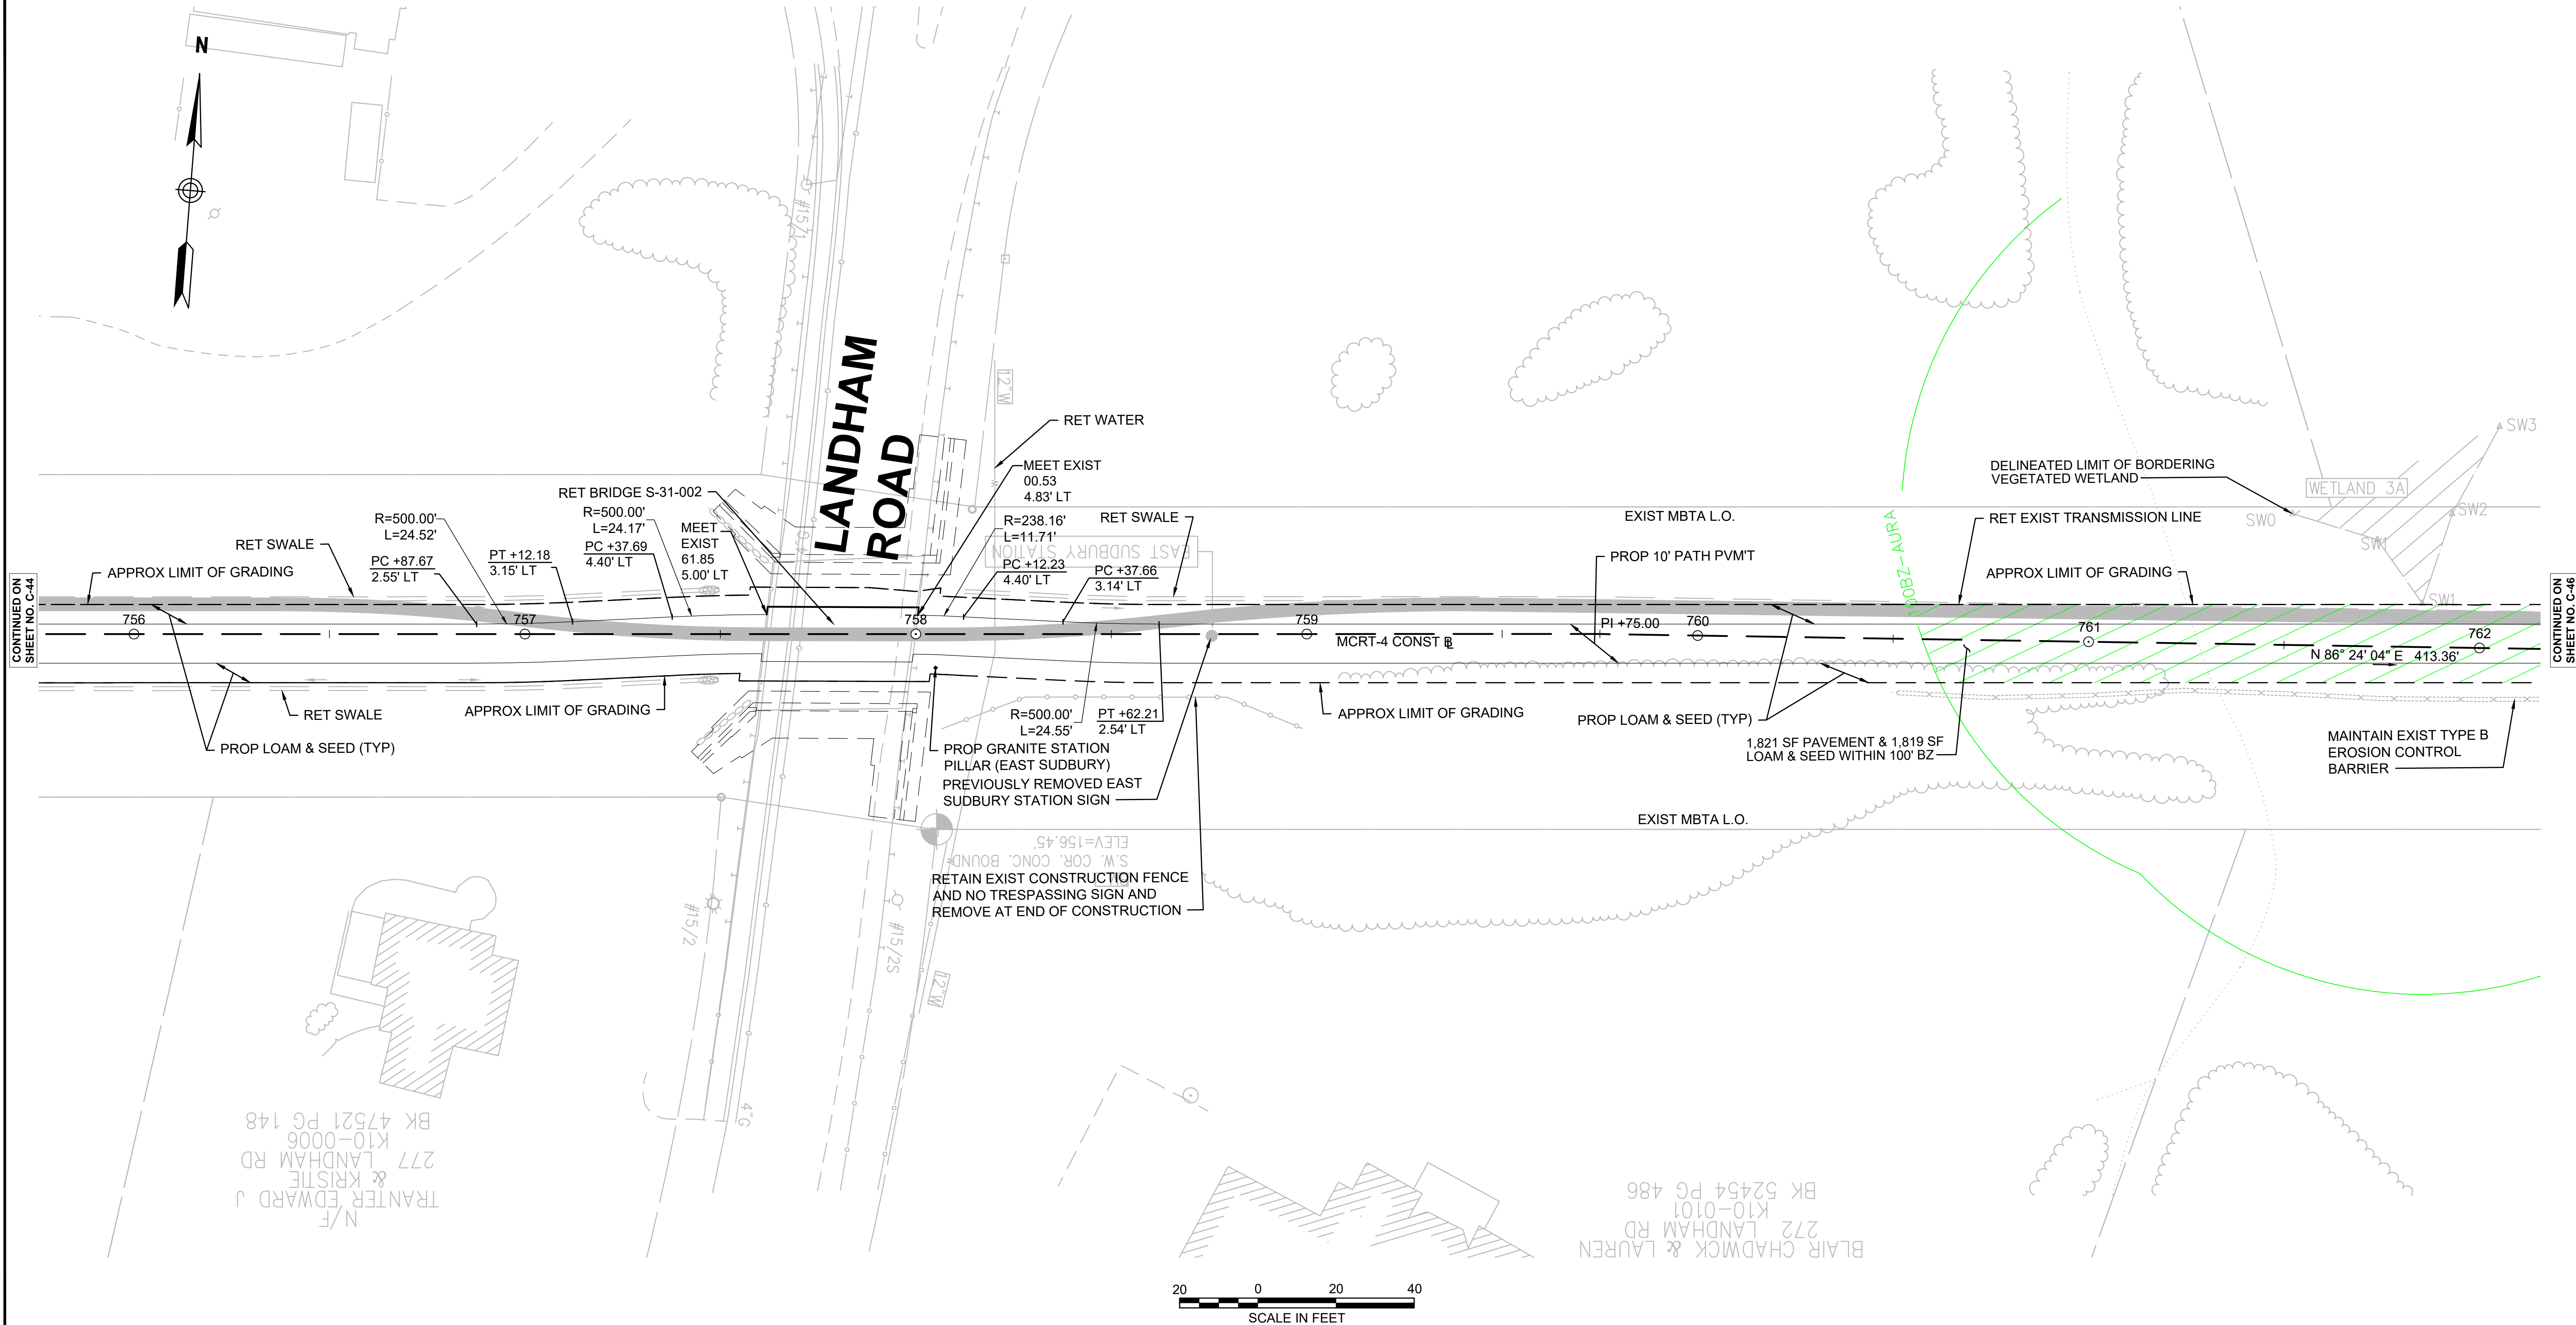 N
#15/1
LANDHAM
ROAD
12"W
RET WATER
MEET EXIST
00.53
4.83' LT
RET BRIDGE S-31-002
R=500.00'
L=24.17'
PC +37.69
4.40' LT
MEET
EXIST
61.85
5.00' LT
R=500.00'
L=24.52'
PC +87.67
2.55' LT
PT +12.18
3.15' LT
RET SWALE
APPROX LIMIT OF GRADING
CONTINUED ON
SHEET NO. C-44
R=238.16'
L=11.71'
PC +12.23
4.40' LT
PC +37.66
3.14' LT
RET SWALE
EAST SUDBURY STATION
EXIST MBTA L.O.
PROP 10' PATH PVM'T
100BZ-AURA
DELINEATED LIMIT OF BORDERING
VEGETATED WETLAND
RET EXIST TRANSMISSION LINE
APPROX LIMIT OF GRADING
WETLAND 3A
SW0
SW1
SW2
SW3
SW1
CONTINUED ON
SHEET NO. C-46
756
757
758
759
760
761
762
MCRT-4 CONST BL
PI +75.00
N 86° 24' 04" E 413.36'
RET SWALE
APPROX LIMIT OF GRADING
PROP LOAM & SEED (TYP)
R=500.00'
L=24.55'
PT +62.21
2.54' LT
PROP GRANITE STATION
PILLAR (EAST SUDBURY)
PREVIOUSLY REMOVED EAST
SUDBURY STATION SIGN
APPROX LIMIT OF GRADING
PROP LOAM & SEED (TYP)
1,821 SF PAVEMENT & 1,819 SF
LOAM & SEED WITHIN 100' BZ
MAINTAIN EXIST TYPE B
EROSION CONTROL
BARRIER
EXIST MBTA L.O.
S.W. COR. CONC. BOUND
ELEV=156.45'
RETAIN EXIST CONSTRUCTION FENCE
AND NO TRESPASSING SIGN AND
REMOVE AT END OF CONSTRUCTION
#15/2
#15/2S
12"W
4"G
N/F
TRANTER EDWARD J
& KRISTIE
277 LANDHAM RD
K10-0006
BK 47521 PG 148
BLAIR CHADWICK & LAUREN
272 LANDHAM RD
K10-0101
BK 52454 PG 486
20 0 20 40
SCALE IN FEET